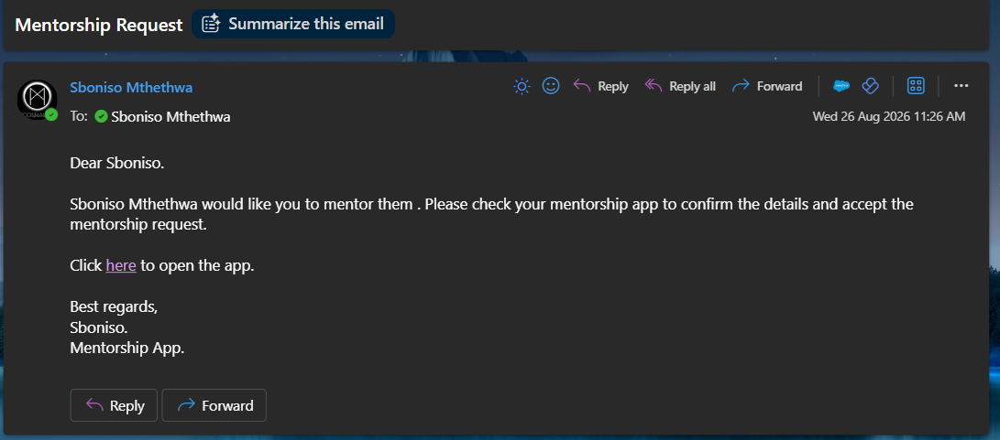 Mentorship Request Summarize this email
Sboniso Mthethwa Reply Reply all Forward
To: Sboniso Mthethwa Wed 26 Aug 2026 11:26 AM
Dear Sboniso.
Sboniso Mthethwa would like you to mentor them . Please check your mentorship app to confirm the details and accept the
mentorship request.
Click here to open the app.
Best regards,
Sboniso.
Mentorship App.
Reply Forward